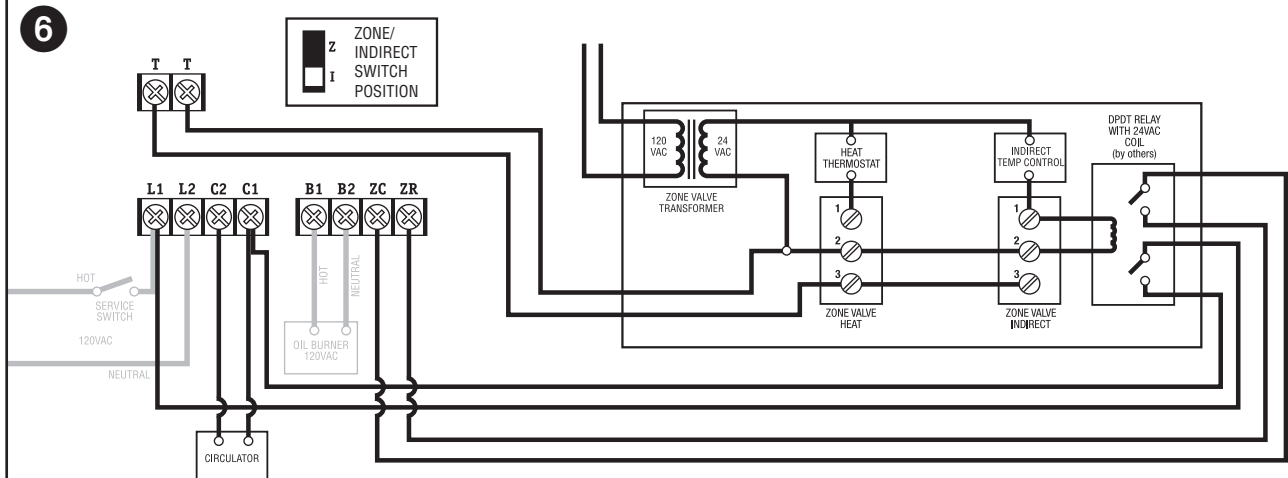 6
Z
I
ZONE/
INDIRECT
SWITCH
POSITION
T T
L1 L2 C2 C1
B1 B2 ZC ZR
HOT
SERVICE
SWITCH
120VAC
NEUTRAL
HOT
NEUTRAL
OIL BURNER
120VAC
CIRCULATOR
120
VAC
24
VAC
ZONE VALVE
TRANSFORMER
HEAT
THERMOSTAT
1
2
3
ZONE VALVE
HEAT
INDIRECT
TEMP CONTROL
1
2
3
ZONE VALVE
INDIRECT
DPDT RELAY
WITH 24VAC
COIL
(by others)